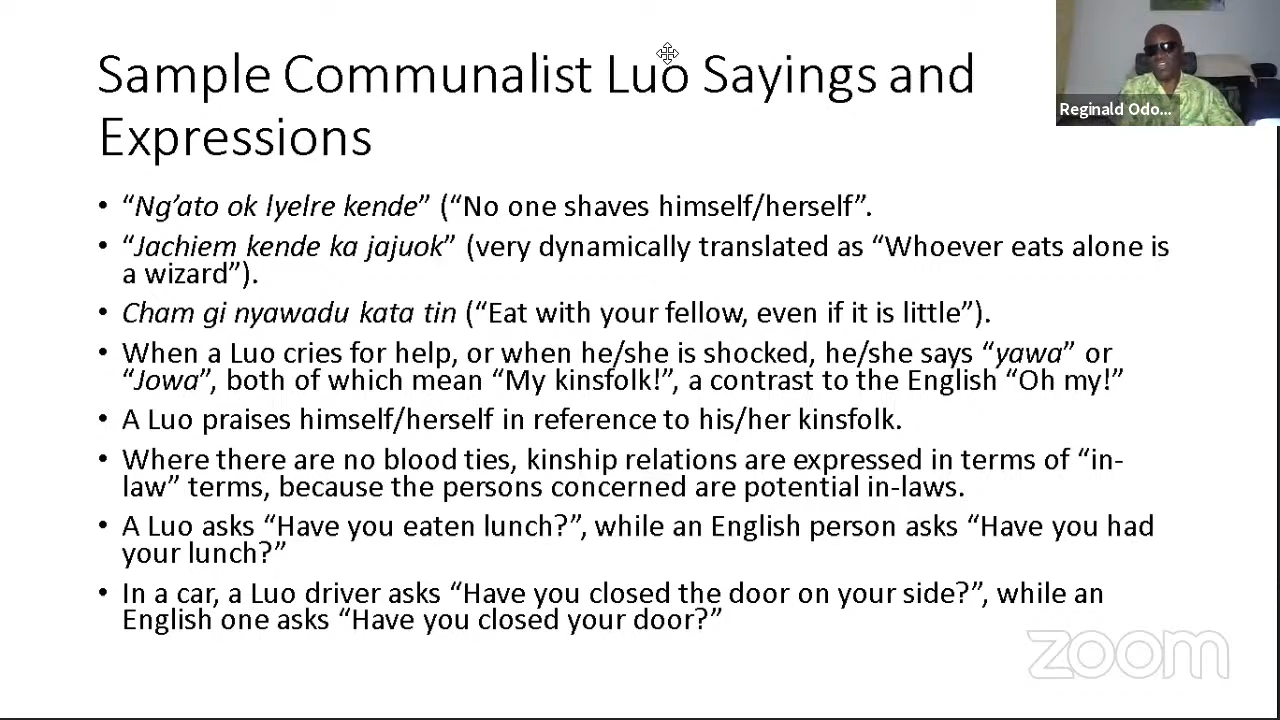 Sample Communalist Luo Sayings and
Expressions
Reginald Odo...
• “Ng’ato ok lyelre kende” (“No one shaves himself/herself”.
• “Jachiem kende ka jajuok” (very dynamically translated as “Whoever eats alone is
a wizard”).
• Cham gi nyawadu kata tin (“Eat with your fellow, even if it is little”).
• When a Luo cries for help, or when he/she is shocked, he/she says “yawa” or
“Jowa”, both of which mean “My kinsfolk!”, a contrast to the English “Oh my!”
• A Luo praises himself/herself in reference to his/her kinsfolk.
• Where there are no blood ties, kinship relations are expressed in terms of “in-
law” terms, because the persons concerned are potential in-laws.
• A Luo asks “Have you eaten lunch?”, while an English person asks “Have you had
your lunch?”
• In a car, a Luo driver asks “Have you closed the door on your side?”, while an
English one asks “Have you closed your door?”
zoom